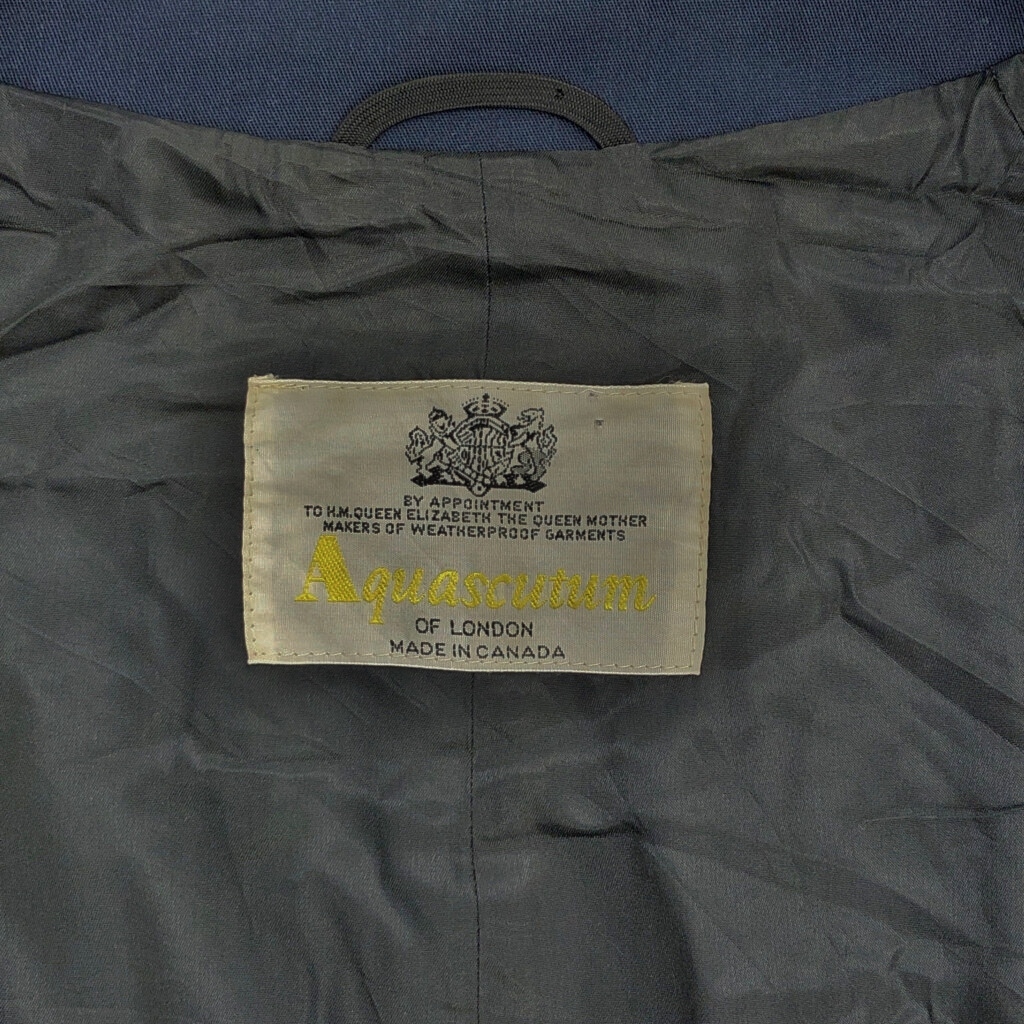 BY APPOINTMENT
TO H.M.QUEEN ELIZABETH THE QUEEN MOTHER
MAKERS OF WEATHERPROOF GARMENTS
Aquascutum
OF LONDON
MADE IN CANADA